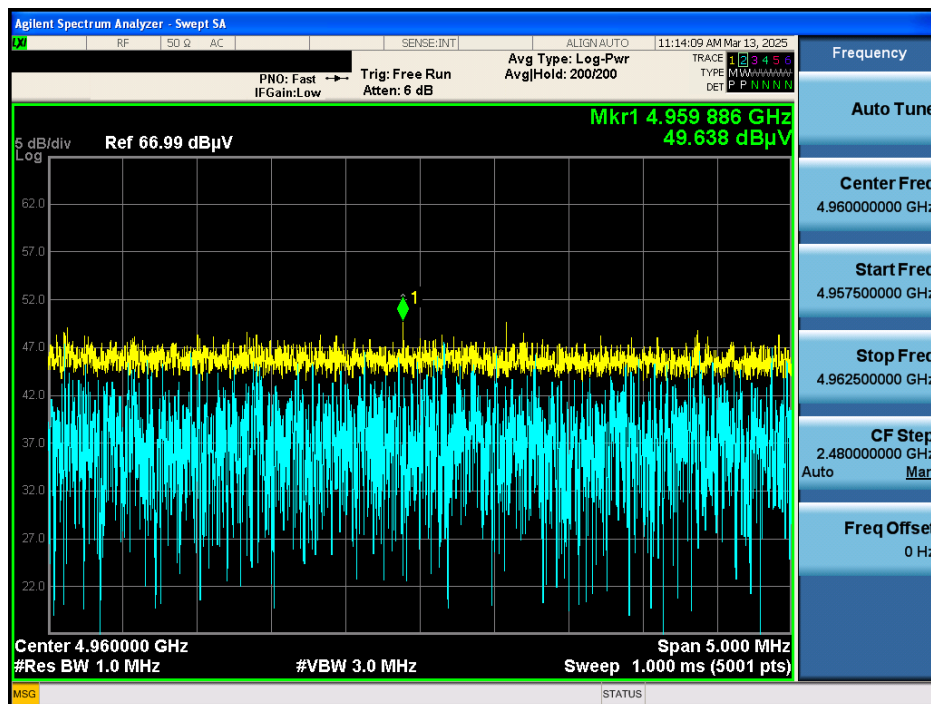 Agilent Spectrum Analyzer - Swept SA
LXI RF 50 Ω AC SENSE:INT ALIGN AUTO 11:14:09 AM Mar 13, 2025
Frequency
PNO: Fast
IFGain:Low
Trig: Free Run
Atten: 6 dB
Avg Type: Log-Pwr
Avg|Hold: 200/200
TRACE 1 2 3 4 5 6
TYPE M W W W W W
DET P P N N N N
Auto Tune
Mkr1 4.959 886 GHz
49.638 dBµV
5 dB/div
Log
Ref 66.99 dBµV
Center Freq
4.960000000 GHz
62.0
57.0
Start Freq
4.957500000 GHz
52.0
1
47.0
Stop Freq
4.962500000 GHz
42.0
37.0
CF Step
2.480000000 GHz
Auto Man
32.0
27.0
Freq Offset
0 Hz
22.0
Center 4.960000 GHz
Span 5.000 MHz
#Res BW 1.0 MHz
#VBW 3.0 MHz
Sweep 1.000 ms (5001 pts)
MSG
STATUS